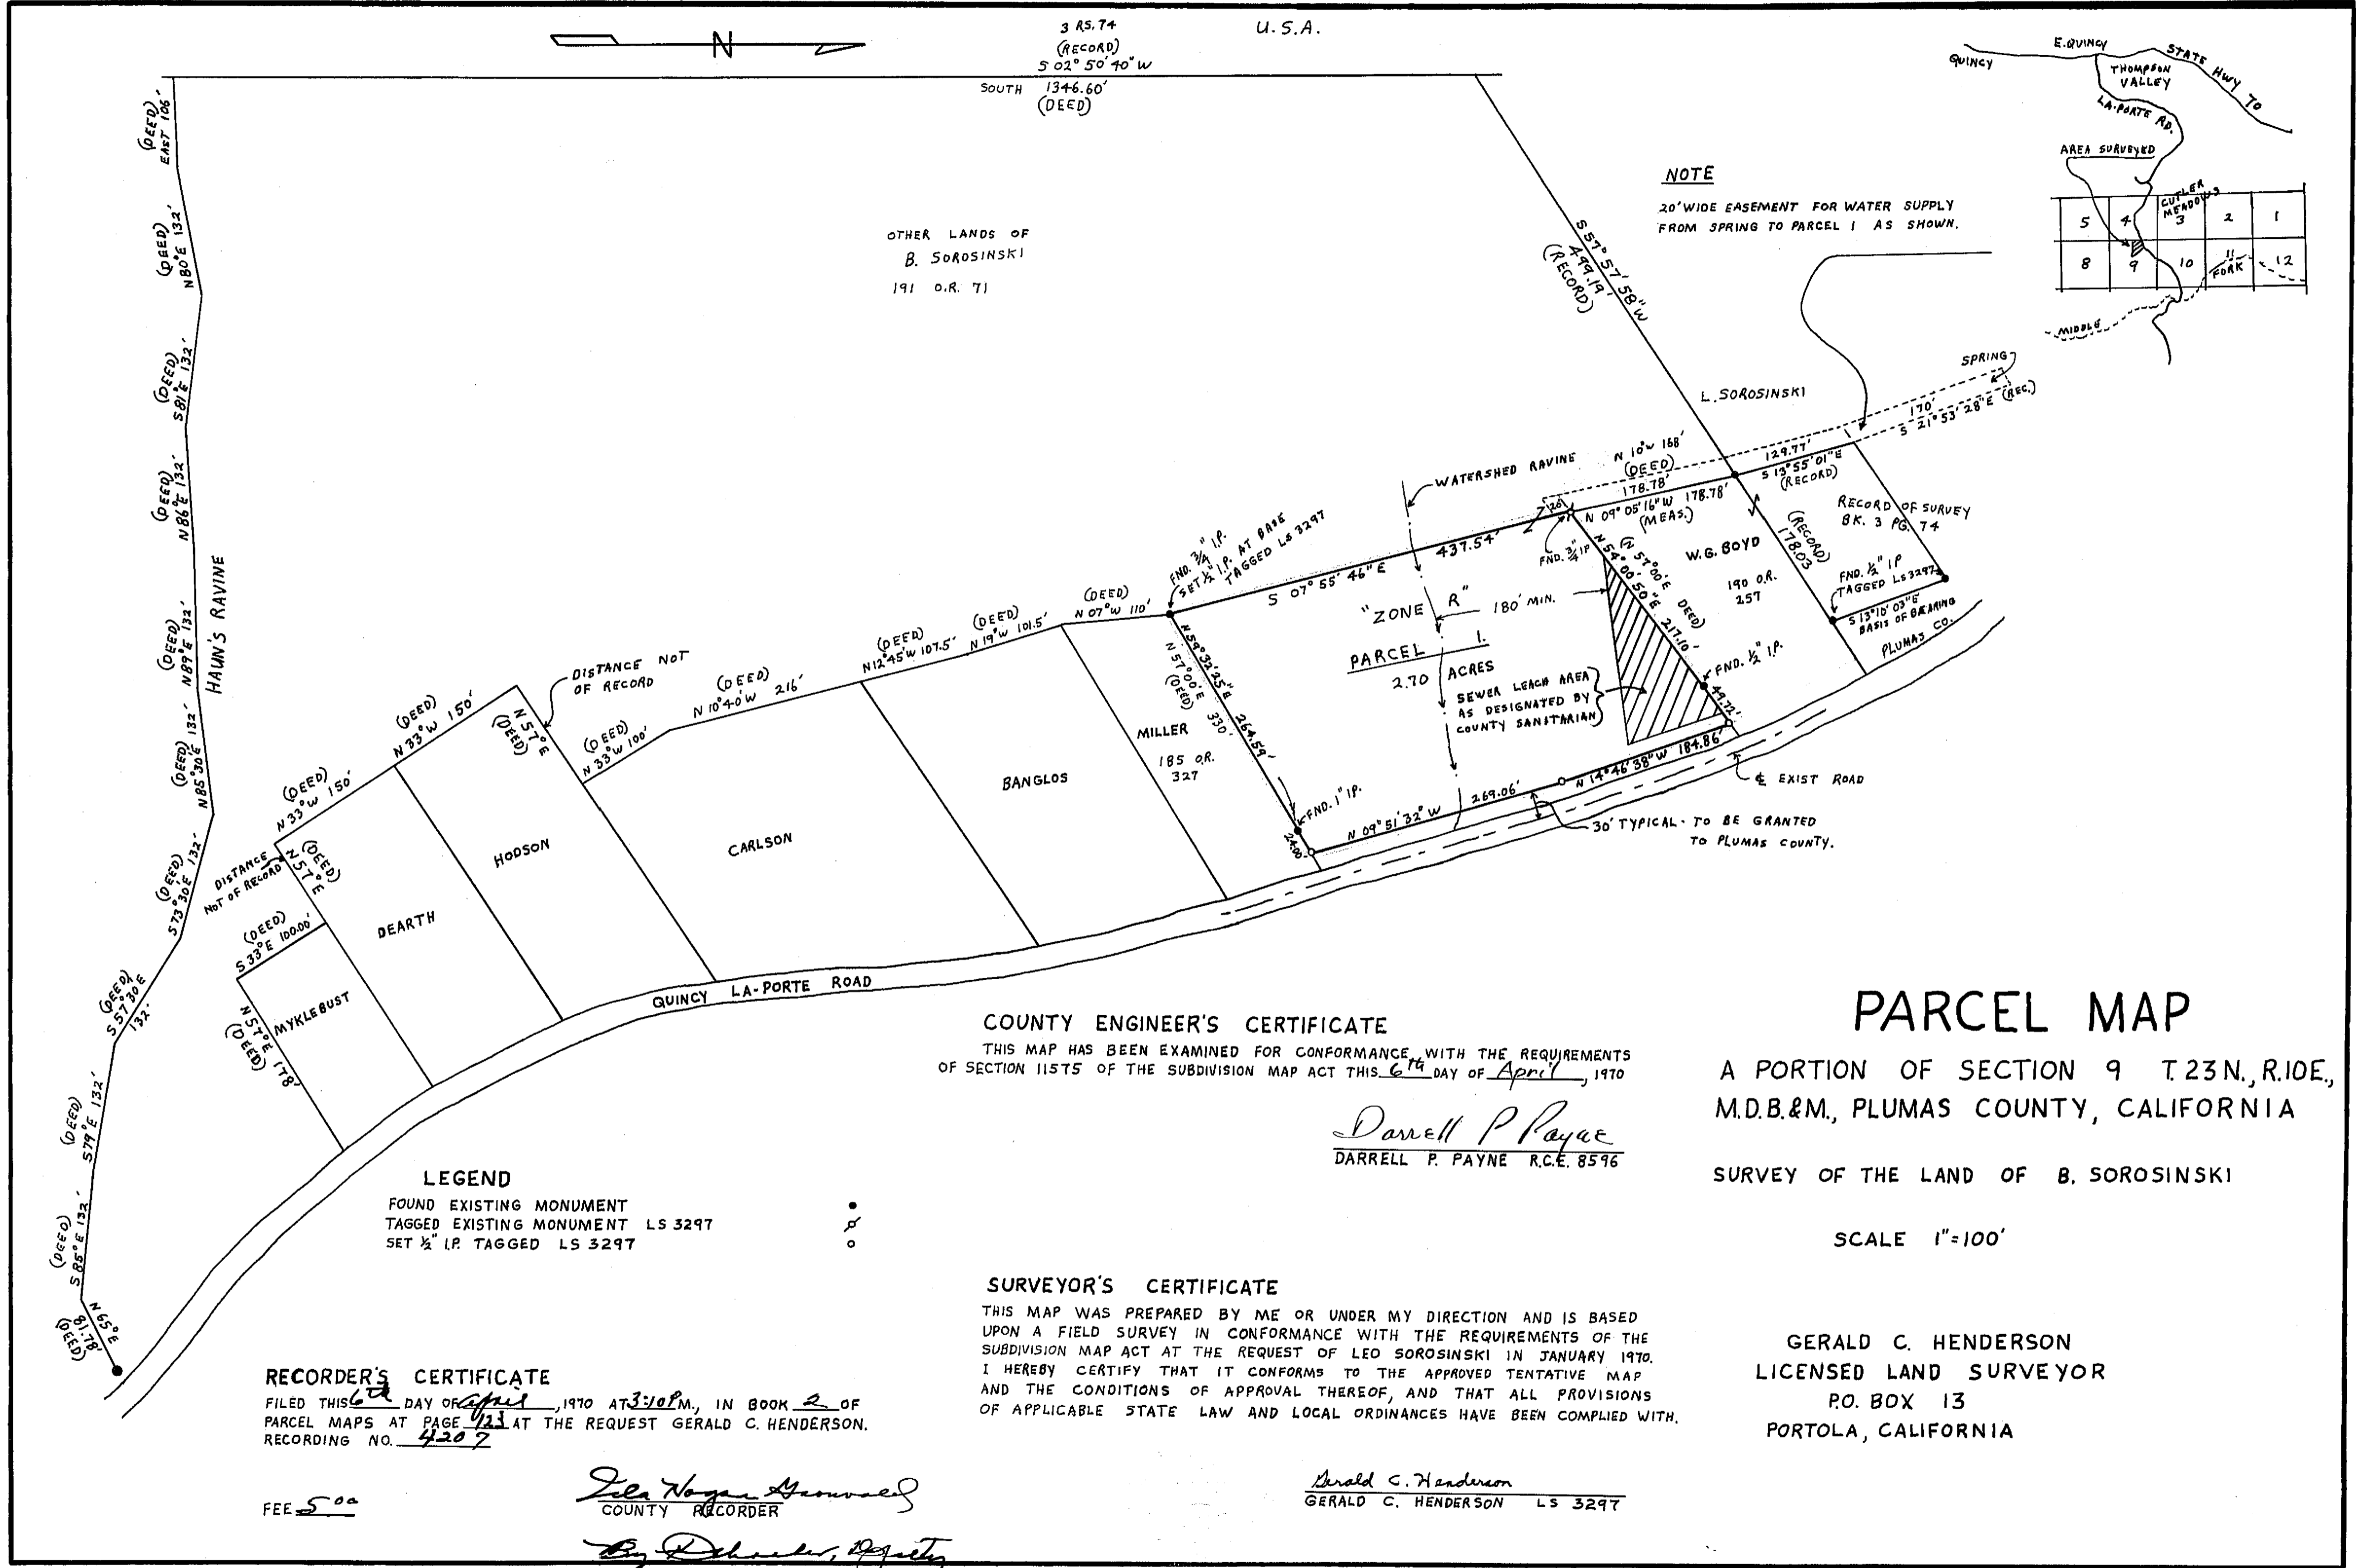 N
3 RS. 74
(RECORD)
S 02° 50' 40" W
U.S.A.
SOUTH 1346.60'
(DEED)
(DEED)
EAST 106'
(DEED)
N80°E 132'
(DEED)
S81°E 132'
(DEED)
N86°E 132'
(DEED)
N89°E 132'
(DEED)
N85°30'E 132'
(DEED)
S73°30'E 132'
(DEED)
S57°30'E
132'
(DEED)
S79°E 132'
(DEED)
S85°E 132'
N65°E
81.78'
(DEED)
HAUN'S RAVINE
OTHER LANDS OF
B. SOROSINSKI
191 O.R. 71
S 57° 57' 58" W
499.19'
(RECORD)
NOTE
20' WIDE EASEMENT FOR WATER SUPPLY
FROM SPRING TO PARCEL 1 AS SHOWN.
QUINCY
E.QUINCY
STATE HWY TO
THOMPSON
VALLEY
LA-PORTE RD.
AREA SURVEYED
CUTLER
MEADOWS
5 4 3 2 1
8 9 10 11 12
FORK
MIDDLE
SPRING
L. SOROSINSKI
170'
S 21° 53' 28" E (REC.)
129.77'
S 13° 55' 01" E
(RECORD)
N 10°W 168'
(DEED)
178.78'
N 09° 05' 16" W 178.78'
(MEAS.)
WATERSHED RAVINE
20'
FND. 3/4" I.P.
SET 1/2" I.P. AT BASE
TAGGED LS 3297
437.54'
S 07° 55' 46" E
FND. 3/4" IP
(N 57°00'E DEED)
N 54° 00' 50" E 217.10'
W.G. BOYD
190 O.R.
257
(RECORD)
178.03
RECORD OF SURVEY
BK. 3 PG. 74
FND. 1/2" IP
TAGGED LS 3297
S 13° 10' 03" E
BASIS OF BEARING
PLUMAS CO.
"ZONE R"
180' MIN.
PARCEL 1.
2.70 ACRES
SEWER LEACH AREA
AS DESIGNATED BY
COUNTY SANITARIAN
FND. 1/2" I.P.
49.72'
N 14° 46' 38" W 184.86'
℄ EXIST ROAD
30' TYPICAL - TO BE GRANTED
TO PLUMAS COUNTY.
N 09° 51' 32" W 269.06'
FND. 1" I.P.
24.00'
N 59° 32' 25" E 264.59'
N 57°00'E 330'
(DEED)
(DEED)
N 07°W 110'
(DEED)
N 19°W 101.5'
(DEED)
N 12°45'W 107.5'
(DEED)
N 10°40'W 216'
(DEED)
N 33°W 100'
DISTANCE NOT
OF RECORD
N 57°E
(DEED)
(DEED)
N 33°W 150'
(DEED)
N 33°W 150'
DISTANCE
NOT OF RECORD
(DEED)
N 57°E
(DEED)
S 33°E 100.00'
N 57°E 178'
(DEED)
MYKLEBUST
DEARTH
HODSON
CARLSON
BANGLOS
MILLER
185 O.R.
327
QUINCY LA-PORTE ROAD
COUNTY ENGINEER'S CERTIFICATE
THIS MAP HAS BEEN EXAMINED FOR CONFORMANCE WITH THE REQUIREMENTS
OF SECTION 11575 OF THE SUBDIVISION MAP ACT THIS 6th DAY OF April, 1970
Darrell P Payne
DARRELL P. PAYNE R.C.E. 8596
PARCEL MAP
A PORTION OF SECTION 9 T. 23 N., R. 10 E.,
M.D.B.&M., PLUMAS COUNTY, CALIFORNIA
SURVEY OF THE LAND OF B. SOROSINSKI
SCALE 1"=100'
GERALD C. HENDERSON
LICENSED LAND SURVEYOR
P.O. BOX 13
PORTOLA, CALIFORNIA
LEGEND
FOUND EXISTING MONUMENT
TAGGED EXISTING MONUMENT LS 3297
SET 1/2" I.P. TAGGED LS 3297
SURVEYOR'S CERTIFICATE
THIS MAP WAS PREPARED BY ME OR UNDER MY DIRECTION AND IS BASED
UPON A FIELD SURVEY IN CONFORMANCE WITH THE REQUIREMENTS OF THE
SUBDIVISION MAP ACT AT THE REQUEST OF LEO SOROSINSKI IN JANUARY 1970.
I HEREBY CERTIFY THAT IT CONFORMS TO THE APPROVED TENTATIVE MAP
AND THE CONDITIONS OF APPROVAL THEREOF, AND THAT ALL PROVISIONS
OF APPLICABLE STATE LAW AND LOCAL ORDINANCES HAVE BEEN COMPLIED WITH.
Gerald C. Henderson
GERALD C. HENDERSON LS 3297
RECORDER'S CERTIFICATE
FILED THIS 6th DAY OF April, 1970 AT 3:10 P.M., IN BOOK 2 OF
PARCEL MAPS AT PAGE 123 AT THE REQUEST GERALD C. HENDERSON.
RECORDING NO. 4207
FEE 5.00
COUNTY RECORDER
By Deputy